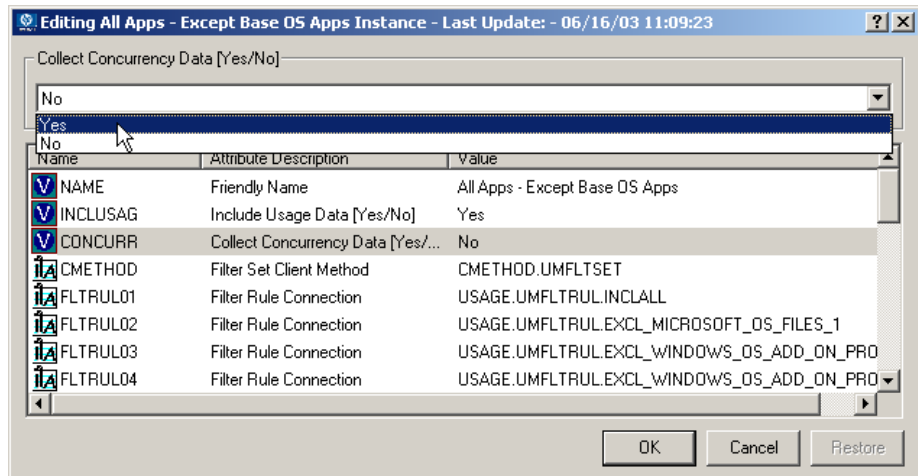 Editing All Apps - Except Base OS Apps Instance - Last Update: - 06/16/03 11:09:23
Collect Concurrency Data [Yes/No]
No
Yes
No
Name Attribute Description Value
NAME Friendly Name All Apps - Except Base OS Apps
INCLUSAG Include Usage Data [Yes/No] Yes
CONCURR Collect Concurrency Data [Yes/... No
CMETHOD Filter Set Client Method CMETHOD.UMFLTSET
FLTRUL01 Filter Rule Connection USAGE.UMFLTRUL.INCLALL
FLTRUL02 Filter Rule Connection USAGE.UMFLTRUL.EXCL_MICROSOFT_OS_FILES_1
FLTRUL03 Filter Rule Connection USAGE.UMFLTRUL.EXCL_WINDOWS_OS_ADD_ON_PRO
FLTRUL04 Filter Rule Connection USAGE.UMFLTRUL.EXCL_WINDOWS_OS_ADD_ON_PRO
OK Cancel Restore